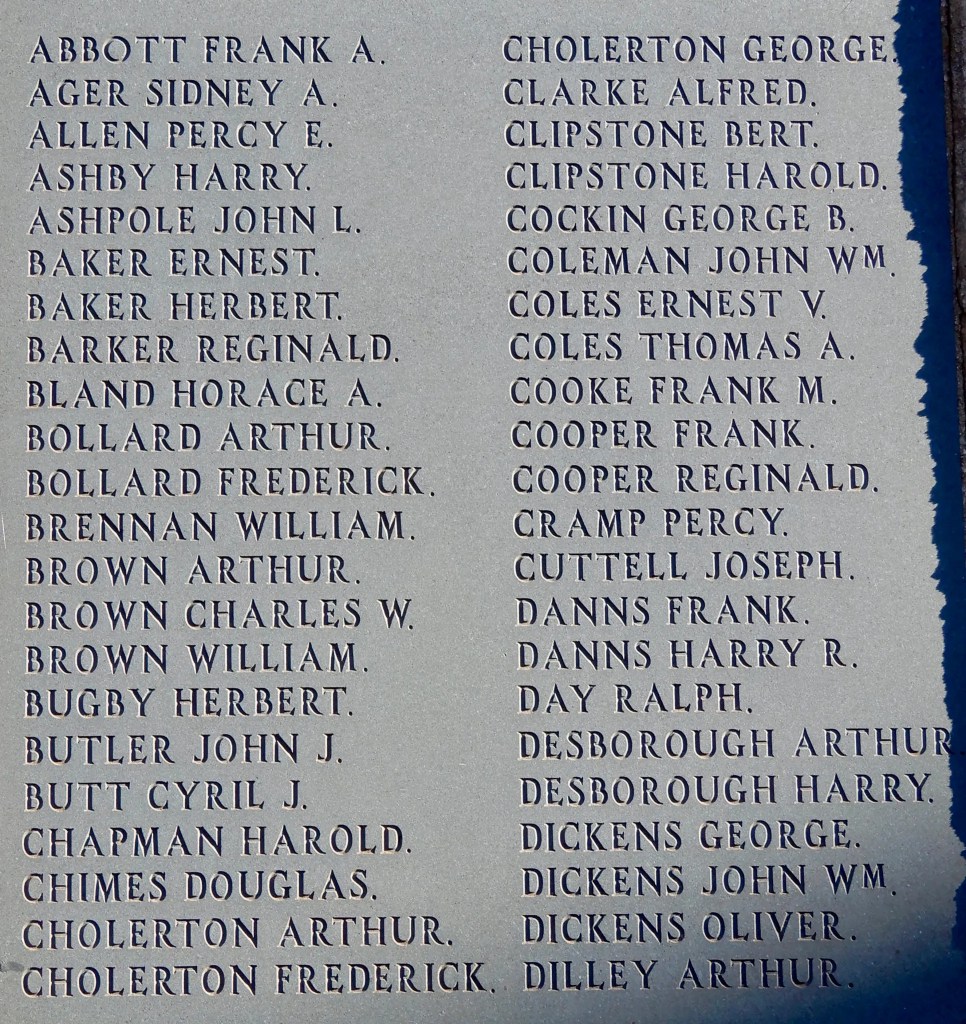 ABBOTT FRANK A.
AGER SIDNEY A.
ALLEN PERCY E.
ASHBY HARRY.
ASHPOLE JOHN L.
BAKER ERNEST.
BAKER HERBERT.
BARKER REGINALD.
BLAND HORACE A.
BOLLARD ARTHUR.
BOLLARD FREDERICK.
BRENNAN WILLIAM.
BROWN ARTHUR.
BROWN CHARLES W.
BROWN WILLIAM.
BUGBY HERBERT.
BUTLER JOHN J.
BUTT CYRIL J.
CHAPMAN HAROLD.
CHIMES DOUGLAS.
CHOLERTON ARTHUR.
CHOLERTON FREDERICK.
CHOLERTON GEORGE.
CLARKE ALFRED.
CLIPSTONE BERT.
CLIPSTONE HAROLD.
COCKIN GEORGE B.
COLEMAN JOHN WM.
COLES ERNEST V.
COLES THOMAS A.
COOKE FRANK M.
COOPER FRANK.
COOPER REGINALD.
CRAMP PERCY.
CUTTELL JOSEPH.
DANNS FRANK.
DANNS HARRY R.
DAY RALPH.
DESBOROUGH ARTHUR
DESBOROUGH HARRY.
DICKENS GEORGE.
DICKENS JOHN WM.
DICKENS OLIVER.
DILLEY ARTHUR.